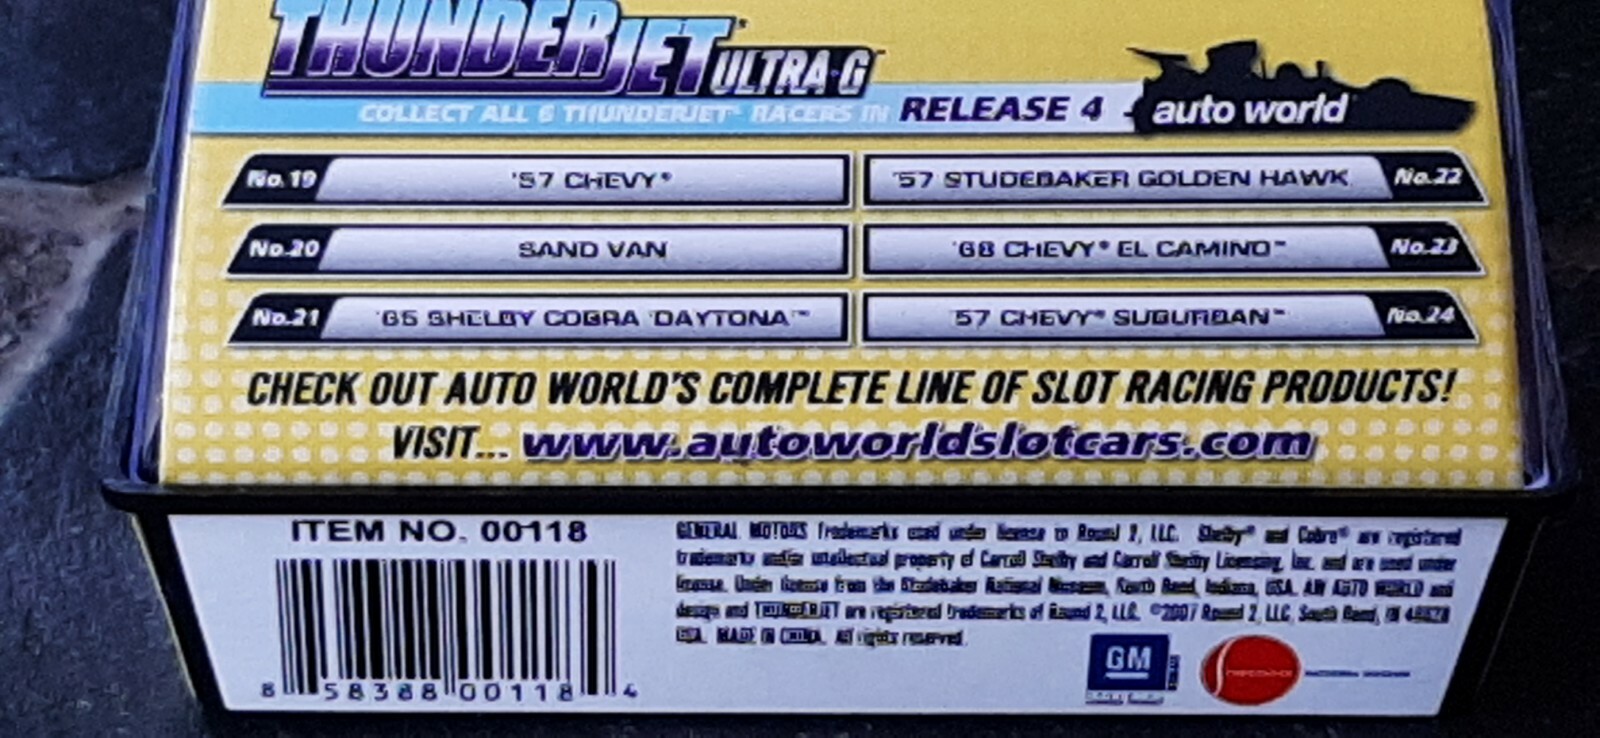 THUNDERJET ULTRA-G™
COLLECT ALL 6 THUNDERJET® RACERS IN RELEASE 4
auto world
No.19 '57 CHEVY®
'57 STUDEBAKER GOLDEN HAWK No.22
No.20 SAND VAN
'68 CHEVY® EL CAMINO™ No.23
No.21 '65 SHELBY COBRA DAYTONA™
'57 CHEVY® SUBURBAN™ No.24
CHECK OUT AUTO WORLD'S COMPLETE LINE OF SLOT RACING PRODUCTS!
VISIT... www.autoworldslotcars.com
ITEM NO. 00118
8 58388 00118 4
GENERAL MOTORS Trademarks used under license to Round 2, LLC. Shelby® and Cobra® are registered
trademarks and/or intellectual property of Carroll Shelby and Carroll Shelby Licensing, Inc. and are used under
license. Under license from the Studebaker National Museum, South Bend, Indiana, USA. AW AUTO WORLD and
design and THUNDERJET are registered trademarks of Round 2, LLC. ©2007 Round 2, LLC, South Bend, IN
USA. MADE IN CHINA. All rights reserved.
GM